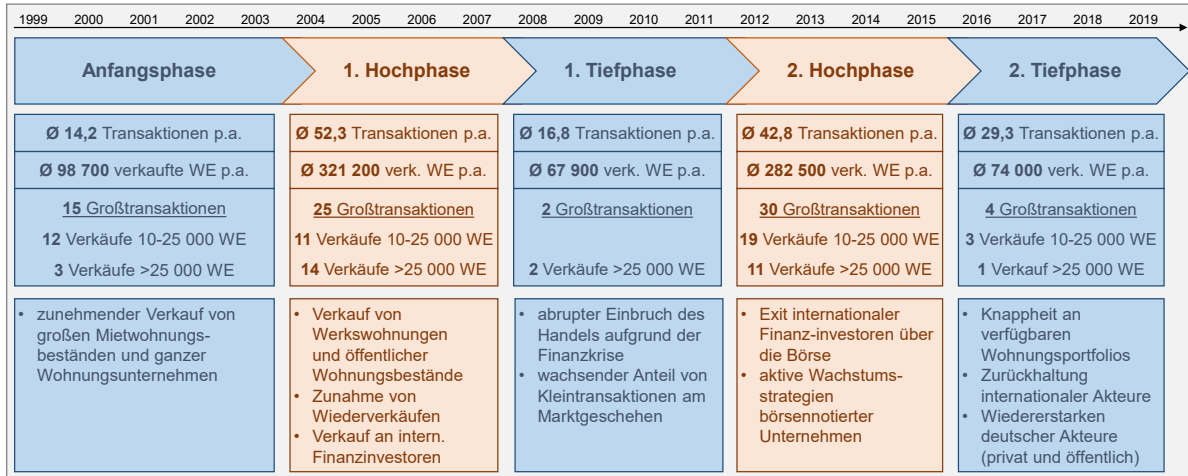 1999 2000 2001 2002 2003 2004 2005 2006 2007 2008 2009 2010 2011 2012 2013 2014 2015 2016 2017 2018 2019
Anfangsphase
1. Hochphase
1. Tiefphase
2. Hochphase
2. Tiefphase
Ø 14,2 Transaktionen p.a.
Ø 98 700 verkaufte WE p.a.
15 Großtransaktionen
12 Verkäufe 10-25 000 WE
3 Verkäufe >25 000 WE
Ø 52,3 Transaktionen p.a.
Ø 321 200 verk. WE p.a.
25 Großtransaktionen
11 Verkäufe 10-25 000 WE
14 Verkäufe >25 000 WE
Ø 16,8 Transaktionen p.a.
Ø 67 900 verk. WE p.a.
2 Großtransaktionen
2 Verkäufe >25 000 WE
Ø 42,8 Transaktionen p.a.
Ø 282 500 verk. WE p.a.
30 Großtransaktionen
19 Verkäufe 10-25 000 WE
11 Verkäufe >25 000 WE
Ø 29,3 Transaktionen p.a.
Ø 74 000 verk. WE p.a.
4 Großtransaktionen
3 Verkäufe 10-25 000 WE
1 Verkauf >25 000 WE
• zunehmender Verkauf von
großen Mietwohnungs-
beständen und ganzer
Wohnungsunternehmen
• Verkauf von
Werkswohnungen
und öffentlicher
Wohnungsbestände
• Zunahme von
Wiederverkäufen
• Verkauf an intern.
Finanzinvestoren
• abrupter Einbruch des
Handels aufgrund der
Finanzkrise
• wachsender Anteil von
Kleintransaktionen am
Marktgeschehen
• Exit internationaler
Finanz-investoren über
die Börse
• aktive Wachstums-
strategien
börsennotierter
Unternehmen
• Knappheit an
verfügbaren
Wohnungsportfolios
• Zurückhaltung
internationaler Akteure
• Wiedererstarken
deutscher Akteure
(privat und öffentlich)